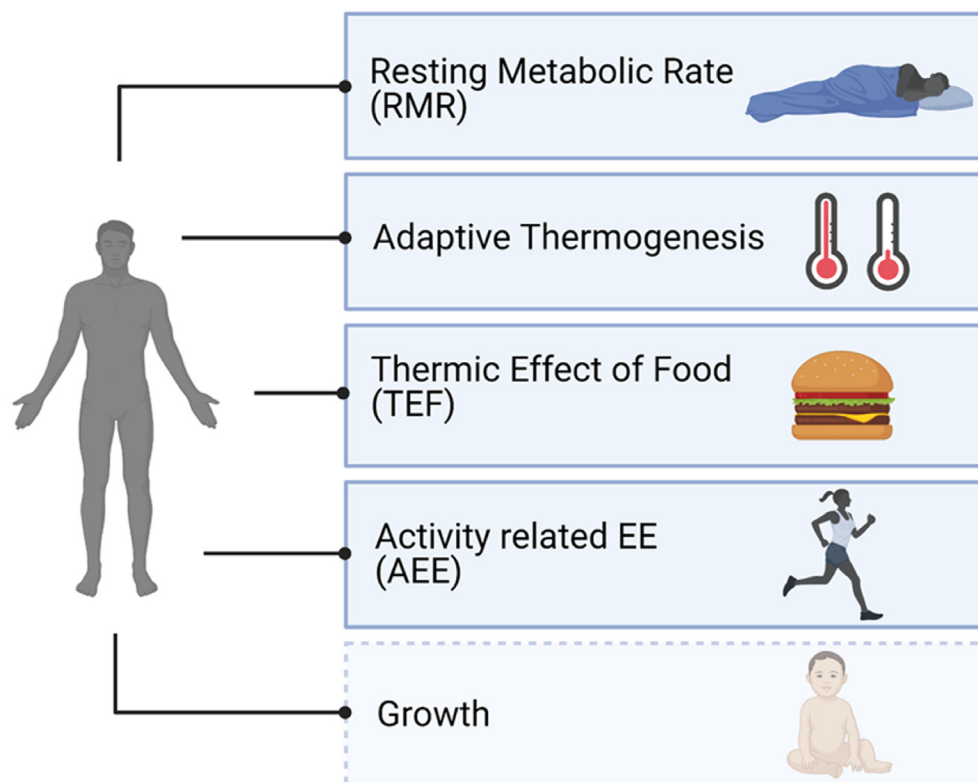 Resting Metabolic Rate
(RMR)
Adaptive Thermogenesis
Thermic Effect of Food
(TEF)
Activity related EE
(AEE)
Growth